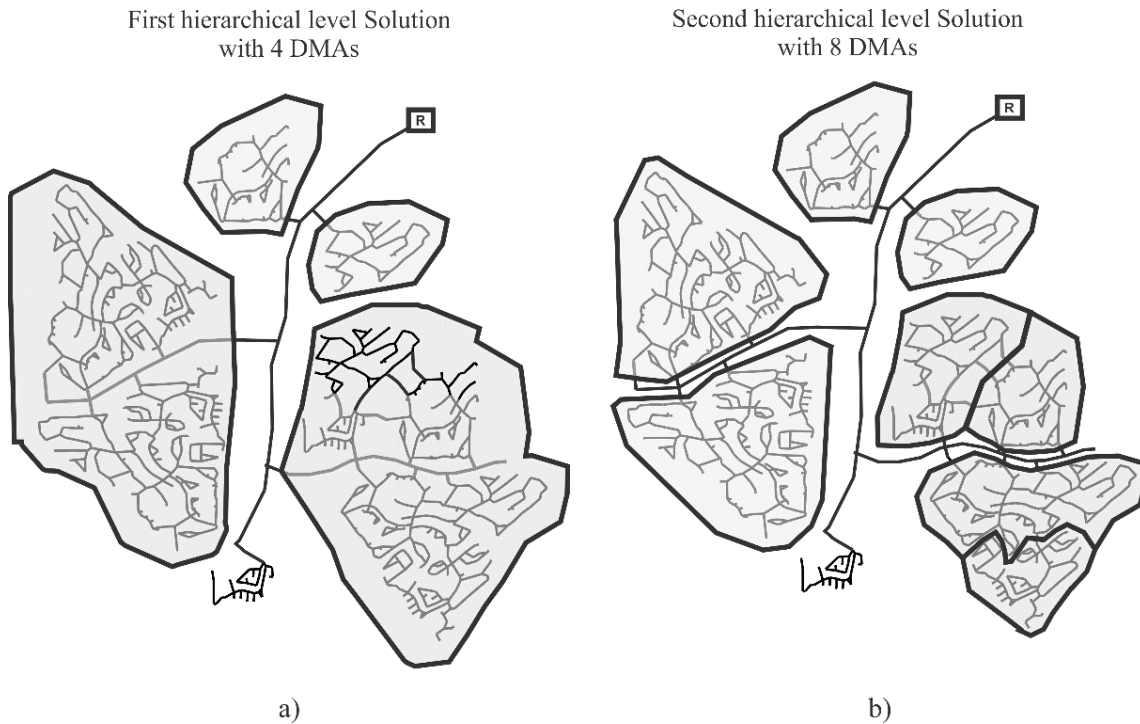 First hierarchical level Solution
with 4 DMAs
Second hierarchical level Solution
with 8 DMAs
R
R
a)
b)